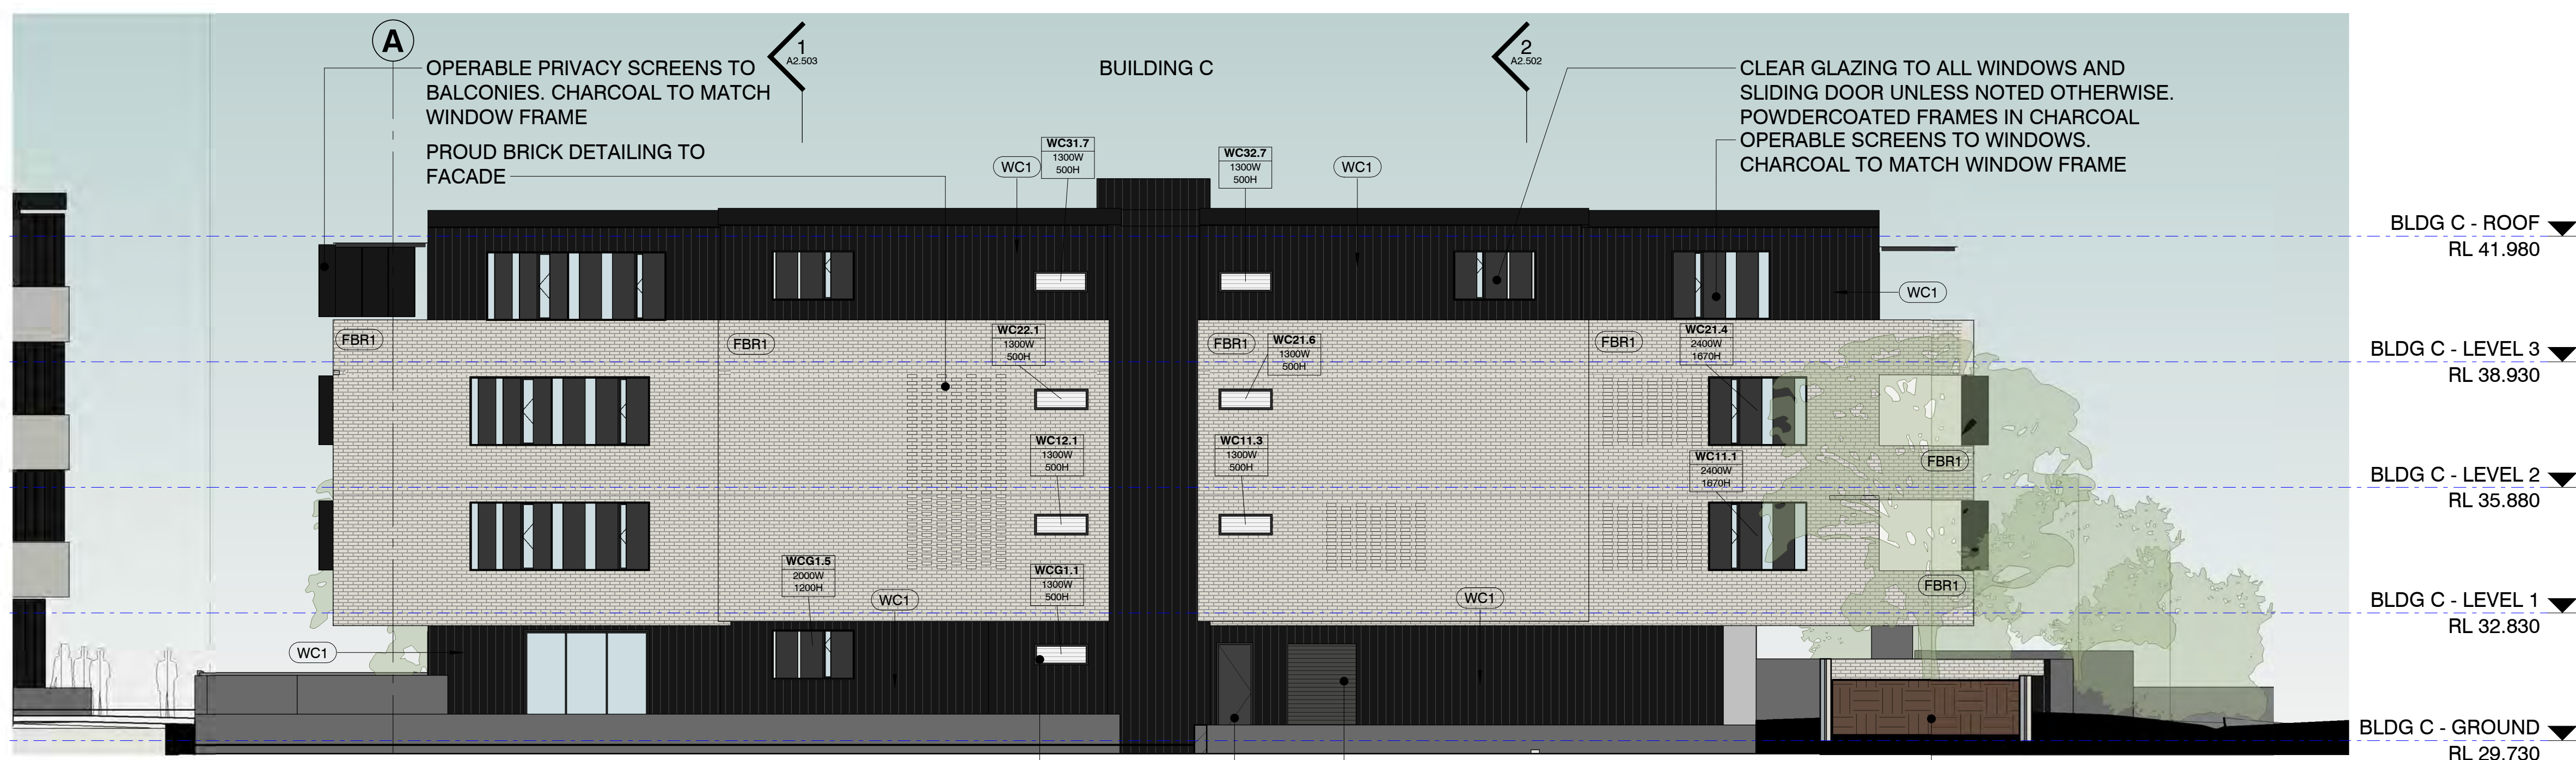 A
OPERABLE PRIVACY SCREENS TO
BALCONIES. CHARCOAL TO MATCH
WINDOW FRAME
PROUD BRICK DETAILING TO
FACADE
1
A2.503
BUILDING C
2
A2.502
CLEAR GLAZING TO ALL WINDOWS AND
SLIDING DOOR UNLESS NOTED OTHERWISE.
POWDERCOATED FRAMES IN CHARCOAL
OPERABLE SCREENS TO WINDOWS.
CHARCOAL TO MATCH WINDOW FRAME
WC1
WC31.7
1300W
500H
WC32.7
1300W
500H
WC1
BLDG C - ROOF
RL 41.980
WC1
FBR1
FBR1
WC22.1
1300W
500H
FBR1
WC21.6
1300W
500H
FBR1
WC21.4
2400W
1670H
BLDG C - LEVEL 3
RL 38.930
WC12.1
1300W
500H
WC11.3
1300W
500H
WC11.1
2400W
1670H
FBR1
BLDG C - LEVEL 2
RL 35.880
WCG1.5
2000W
1200H
WC1
WCG1.1
1300W
500H
WC1
FBR1
BLDG C - LEVEL 1
RL 32.830
WC1
BLDG C - GROUND
RL 29.730